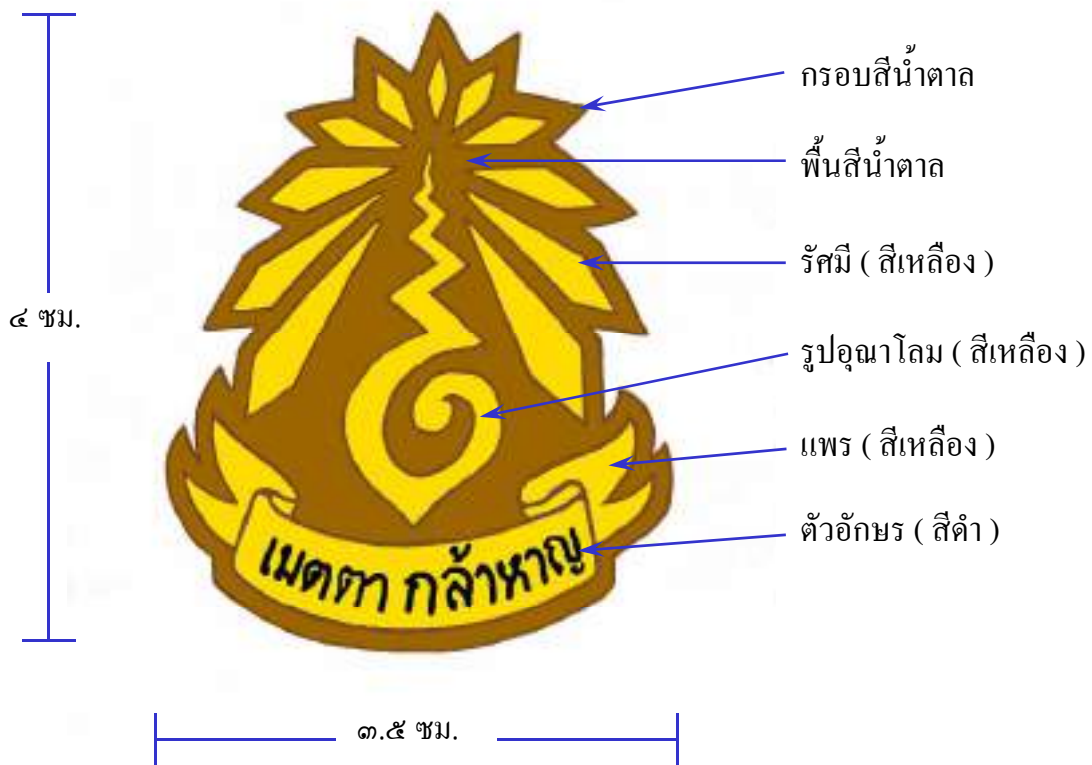 กรอบสีน้ำตาล
พื้นสีน้ำตาล
รัศมี ( สีเหลือง )
๔ ซม.
รูปอุณาโลม ( สีเหลือง )
แพร ( สีเหลือง )
ตัวอักษร ( สีดำ )
เมตตา กล้าหาญ
๓.๕ ซม.